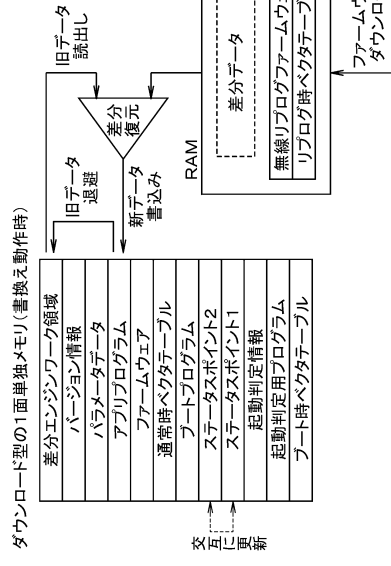 ダウンロード型の1面単独メモリ(書換え動作時)
差分エンジンワーク領域
バージョン情報
パラメータデータ
アプリプログラム
ファームウェア
通常時ベクタテーブル
ブートプログラム
ステータスポイント2
ステータスポイント1
起動判定情報
起動判定用プログラム
ブート時ベクタテーブル
交互に更新
旧データ
退避
新データ
書込み
差分
復元
旧データ
読出し
RAM
差分データ
無線リプログファームウェ
リプログ時ベクタテーブ
ファームウ
ダウンロ